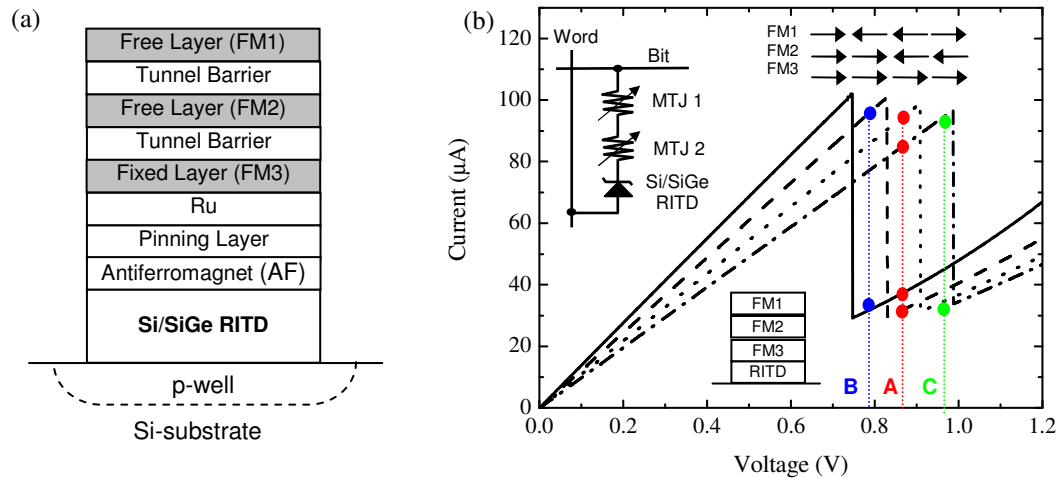 (a)
Free Layer (FM1)
Tunnel Barrier
Free Layer (FM2)
Tunnel Barrier
Fixed Layer (FM3)
Ru
Pinning Layer
Antiferromagnet (AF)
Si/SiGe RITD
p-well
Si-substrate
(b)
120
100
80
60
40
20
0
Current (µA)
Word
Bit
MTJ 1
MTJ 2
Si/SiGe
RITD
FM1
FM2
FM3
FM1
FM2
FM3
RITD
B
A
C
0.0
0.2
0.4
0.6
0.8
1.0
1.2
Voltage (V)